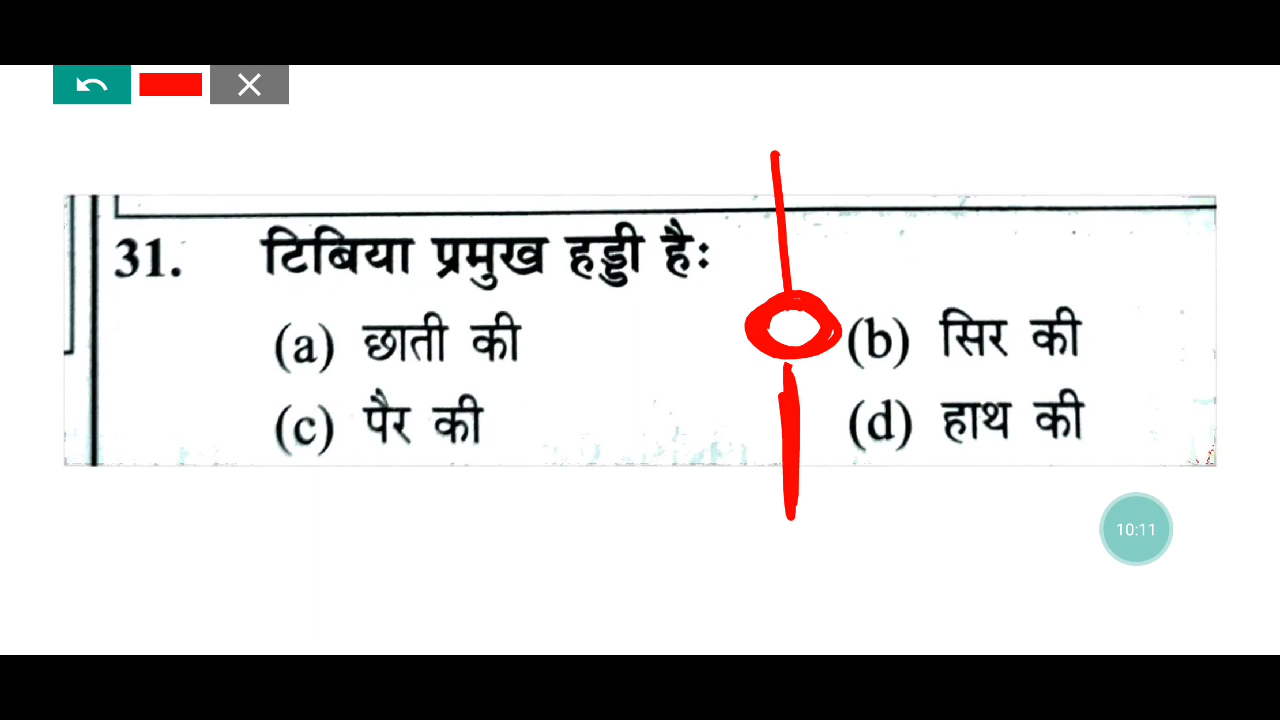 31. टिबिया प्रमुख हड्डी हैः
(a) छाती की (b) सिर की
(c) पैर की (d) हाथ की
10:11